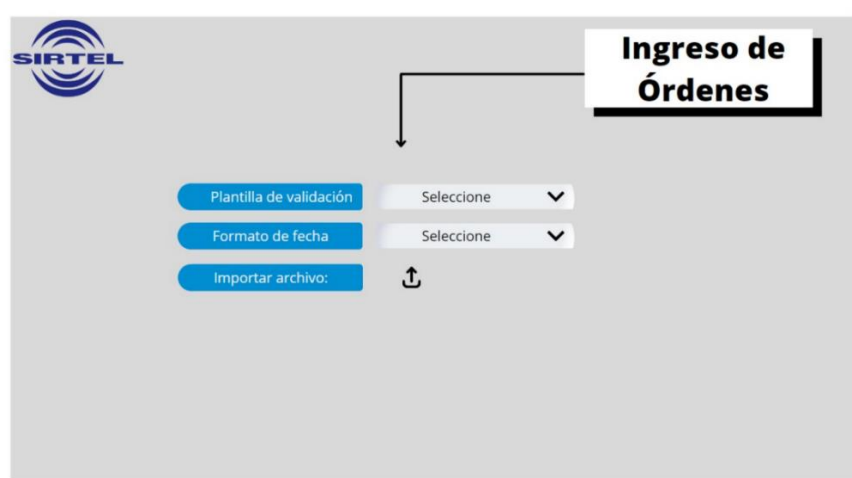 SIRTEL
Ingreso de
Órdenes
Plantilla de validación
Seleccione
Formato de fecha
Seleccione
Importar archivo: